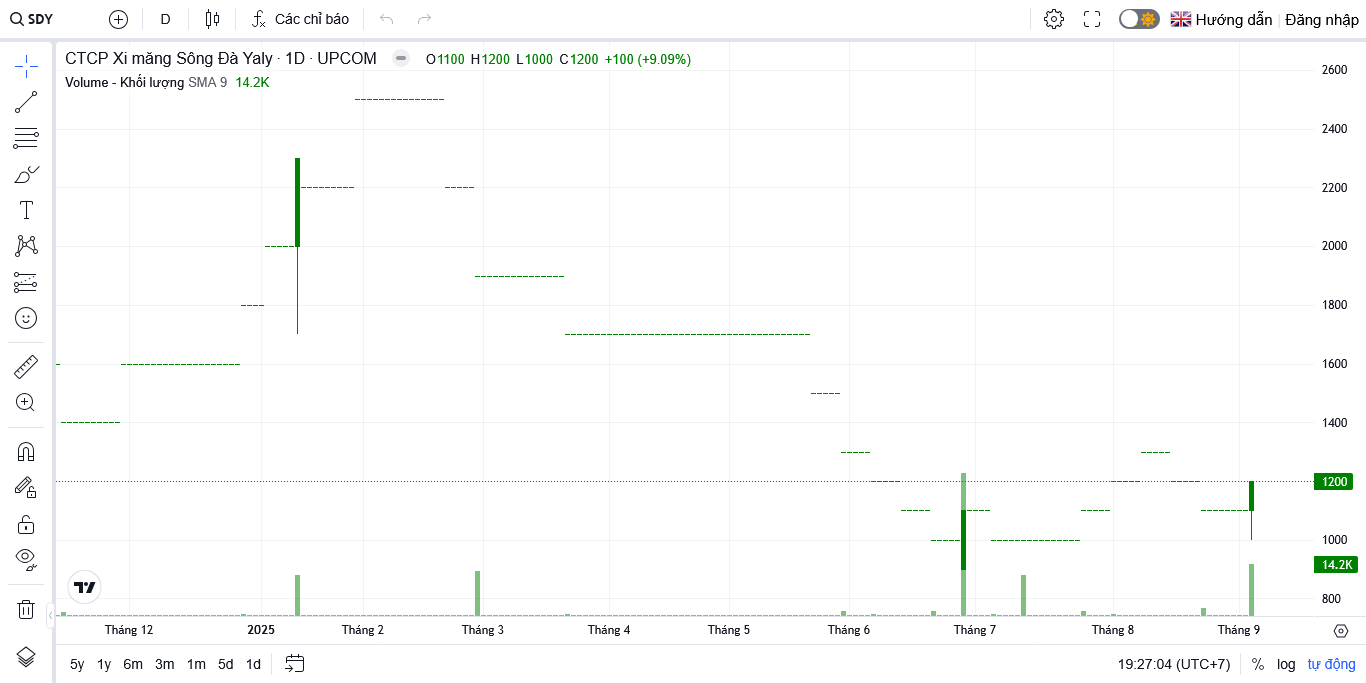 SDY D Các chỉ báo Hướng dẫn Đăng nhập
CTCP Xi măng Sông Đà Yaly · 1D · UPCOM O1100 H1200 L1000 C1200 +100 (+9.09%)
Volume - Khối lượng SMA 9 14.2K
2600
2400
2200
2000
1800
1600
1400
1200
1000
14.2K
800
Tháng 12 2025 Tháng 2 Tháng 3 Tháng 4 Tháng 5 Tháng 6 Tháng 7 Tháng 8 Tháng 9
5y 1y 6m 3m 1m 5d 1d 19:27:04 (UTC+7) % log tự động